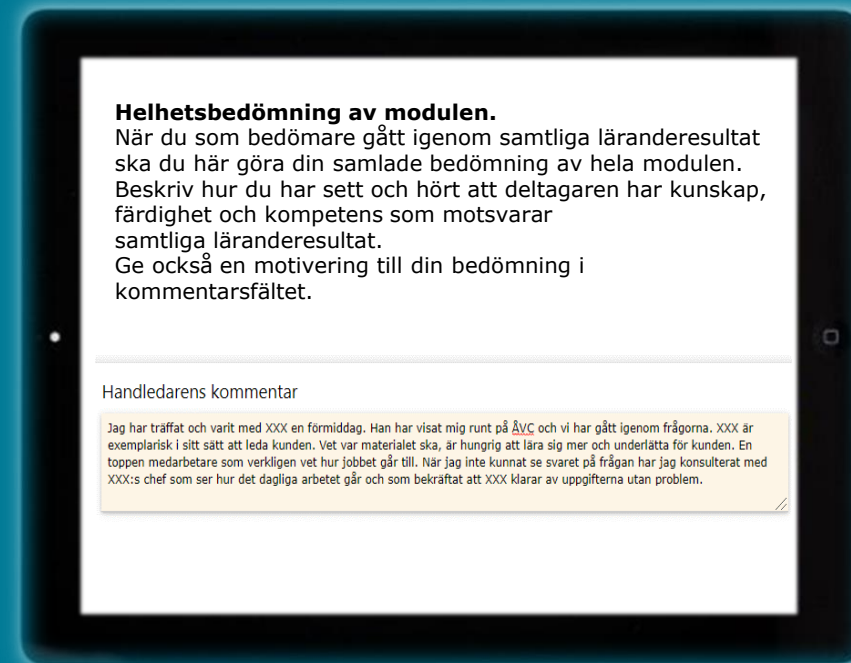 Helhetsbedömning av modulen.
När du som bedömare gått igenom samtliga läranderesultat
ska du här göra din samlade bedömning av hela modulen.
Beskriv hur du har sett och hört att deltagaren har kunskap,
färdighet och kompetens som motsvarar
samtliga läranderesultat.
Ge också en motivering till din bedömning i
kommentarsfältet.
Handledarens kommentar
Jag har träffat och varit med XXX en förmiddag. Han har visat mig runt på ÅVC och vi har gått igenom frågorna. XXX är
exemplarisk i sitt sätt att leda kunden. Vet var materialet ska, är hungrig att lära sig mer och underlätta för kunden. En
toppen medarbetare som verkligen vet hur jobbet går till. När jag inte kunnat se svaret på frågan har jag konsulterat med
XXX:s chef som ser hur det dagliga arbetet går och som bekräftat att XXX klarar av uppgifterna utan problem.